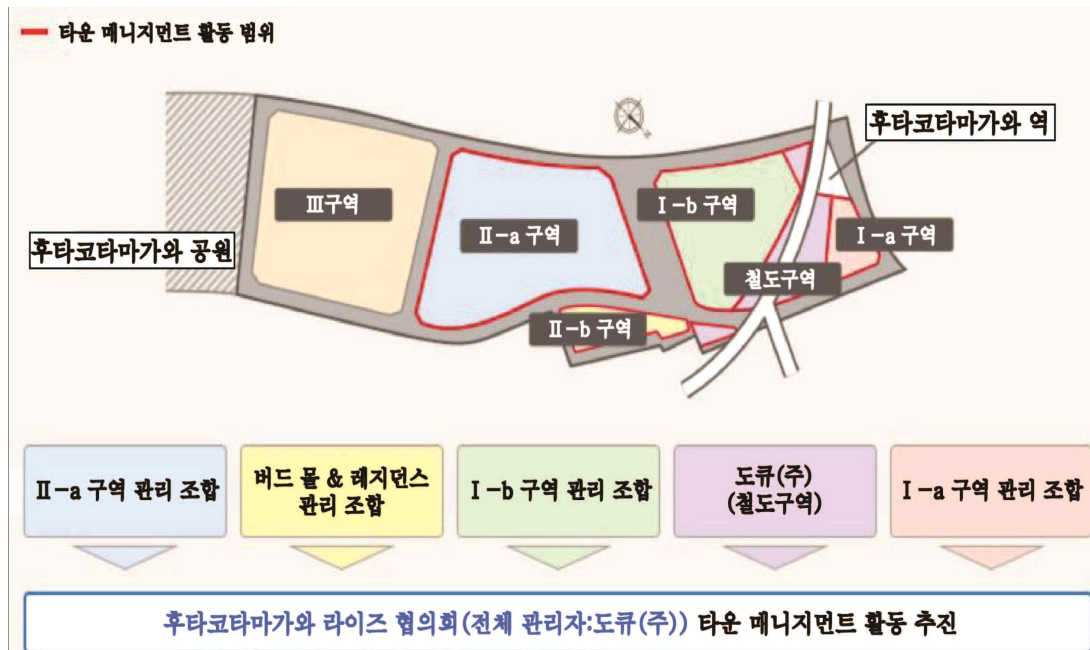 타운 매니지먼트 활동 범위
후타코타마가와 역
Ⅲ구역
Ⅰ-b 구역
Ⅱ-a 구역
Ⅰ-a 구역
후타코타마가와 공원
철도구역
Ⅱ-b 구역
Ⅱ-a 구역 관리 조합
버드 몰 & 레지던스
관리 조합
Ⅰ-b 구역 관리 조합
도큐(주)
(철도구역)
Ⅰ-a 구역 관리 조합
후타코타마가와 라이즈 협의회(전체 관리자:도큐(주)) 타운 매니지먼트 활동 추진